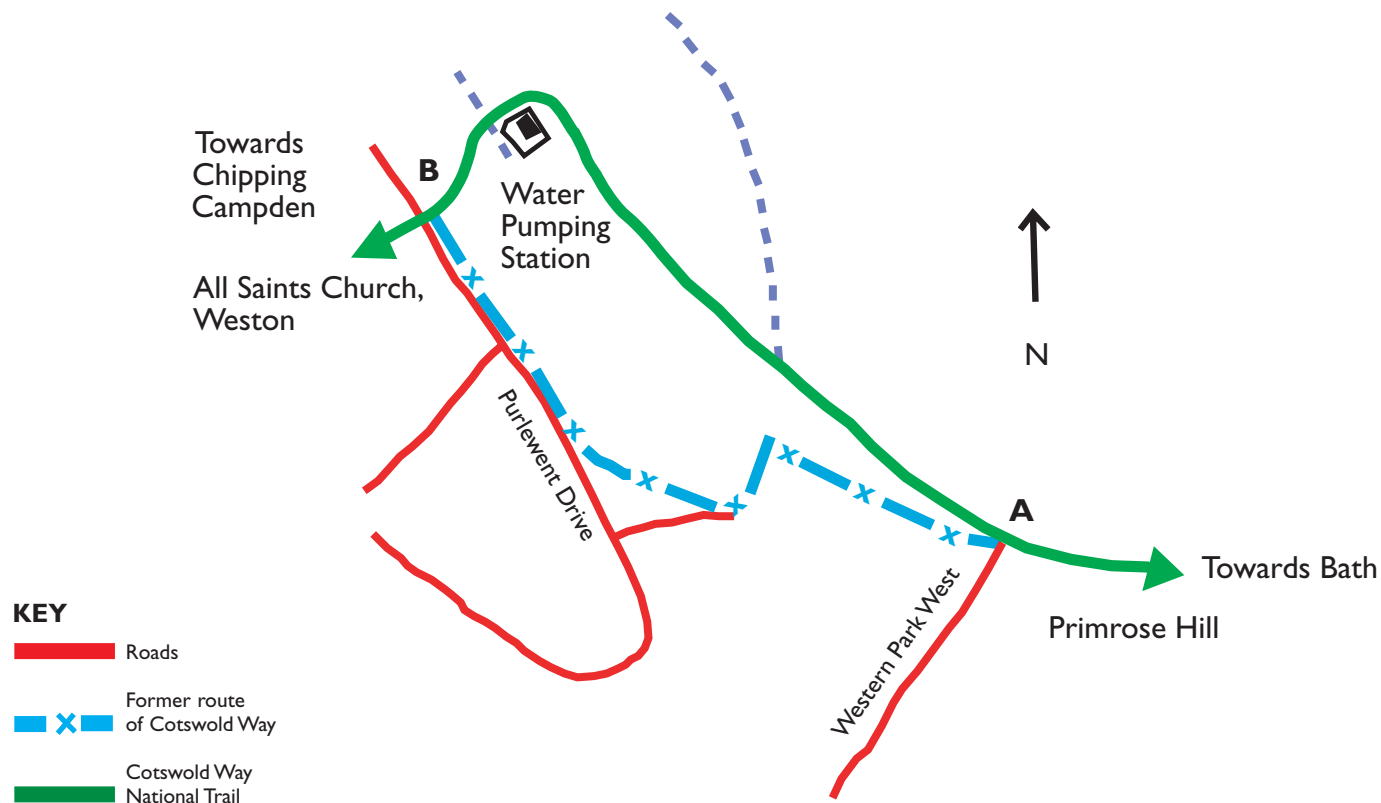 Towards
Chipping
Campden
B
Water
Pumping
Station
All Saints Church,
Weston
N
Purlewent Drive
A
Towards Bath
Primrose Hill
Western Park West
KEY
Roads
Former route
of Cotswold Way
Cotswold Way
National Trail